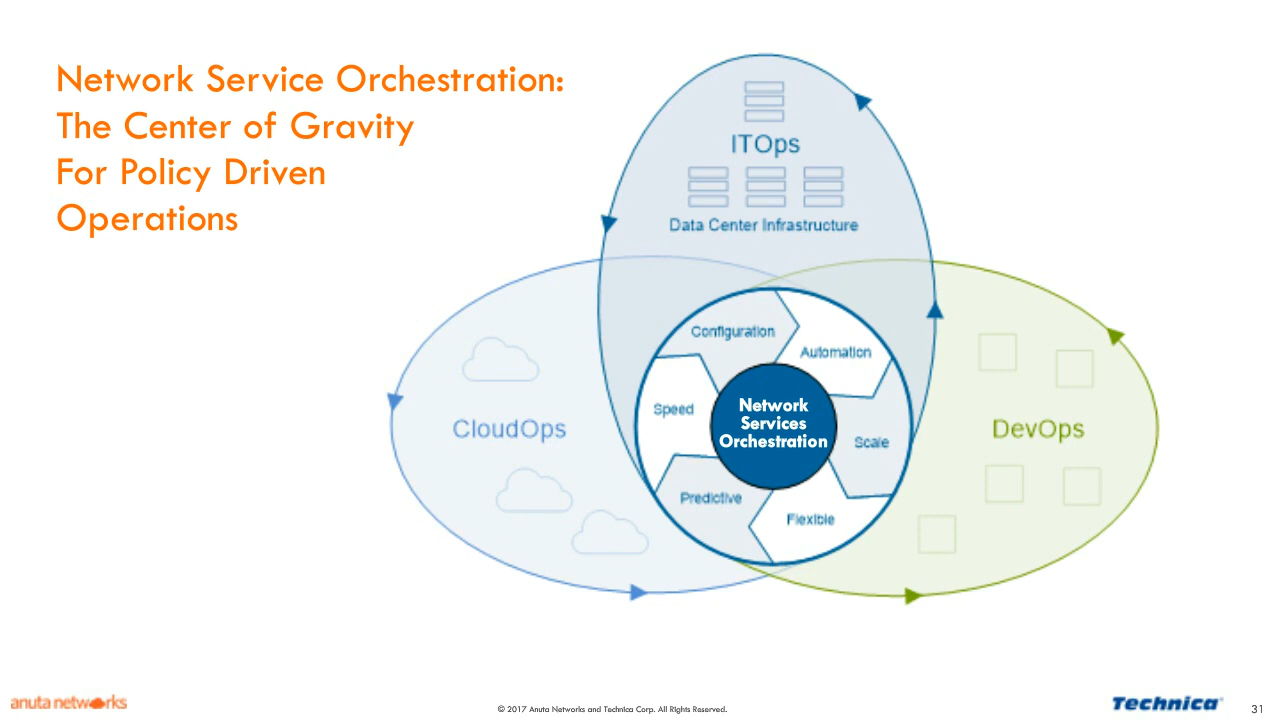 Network Service Orchestration:
The Center of Gravity
For Policy Driven
Operations
ITOps
Data Center Infrastructure
Configuration
Automation
Speed
Network
Services
Orchestration
Scale
Predictive
Flexible
CloudOps
DevOps
anuta networks
© 2017 Anuta Networks and Technica Corp. All Rights Reserved.
Technica
31